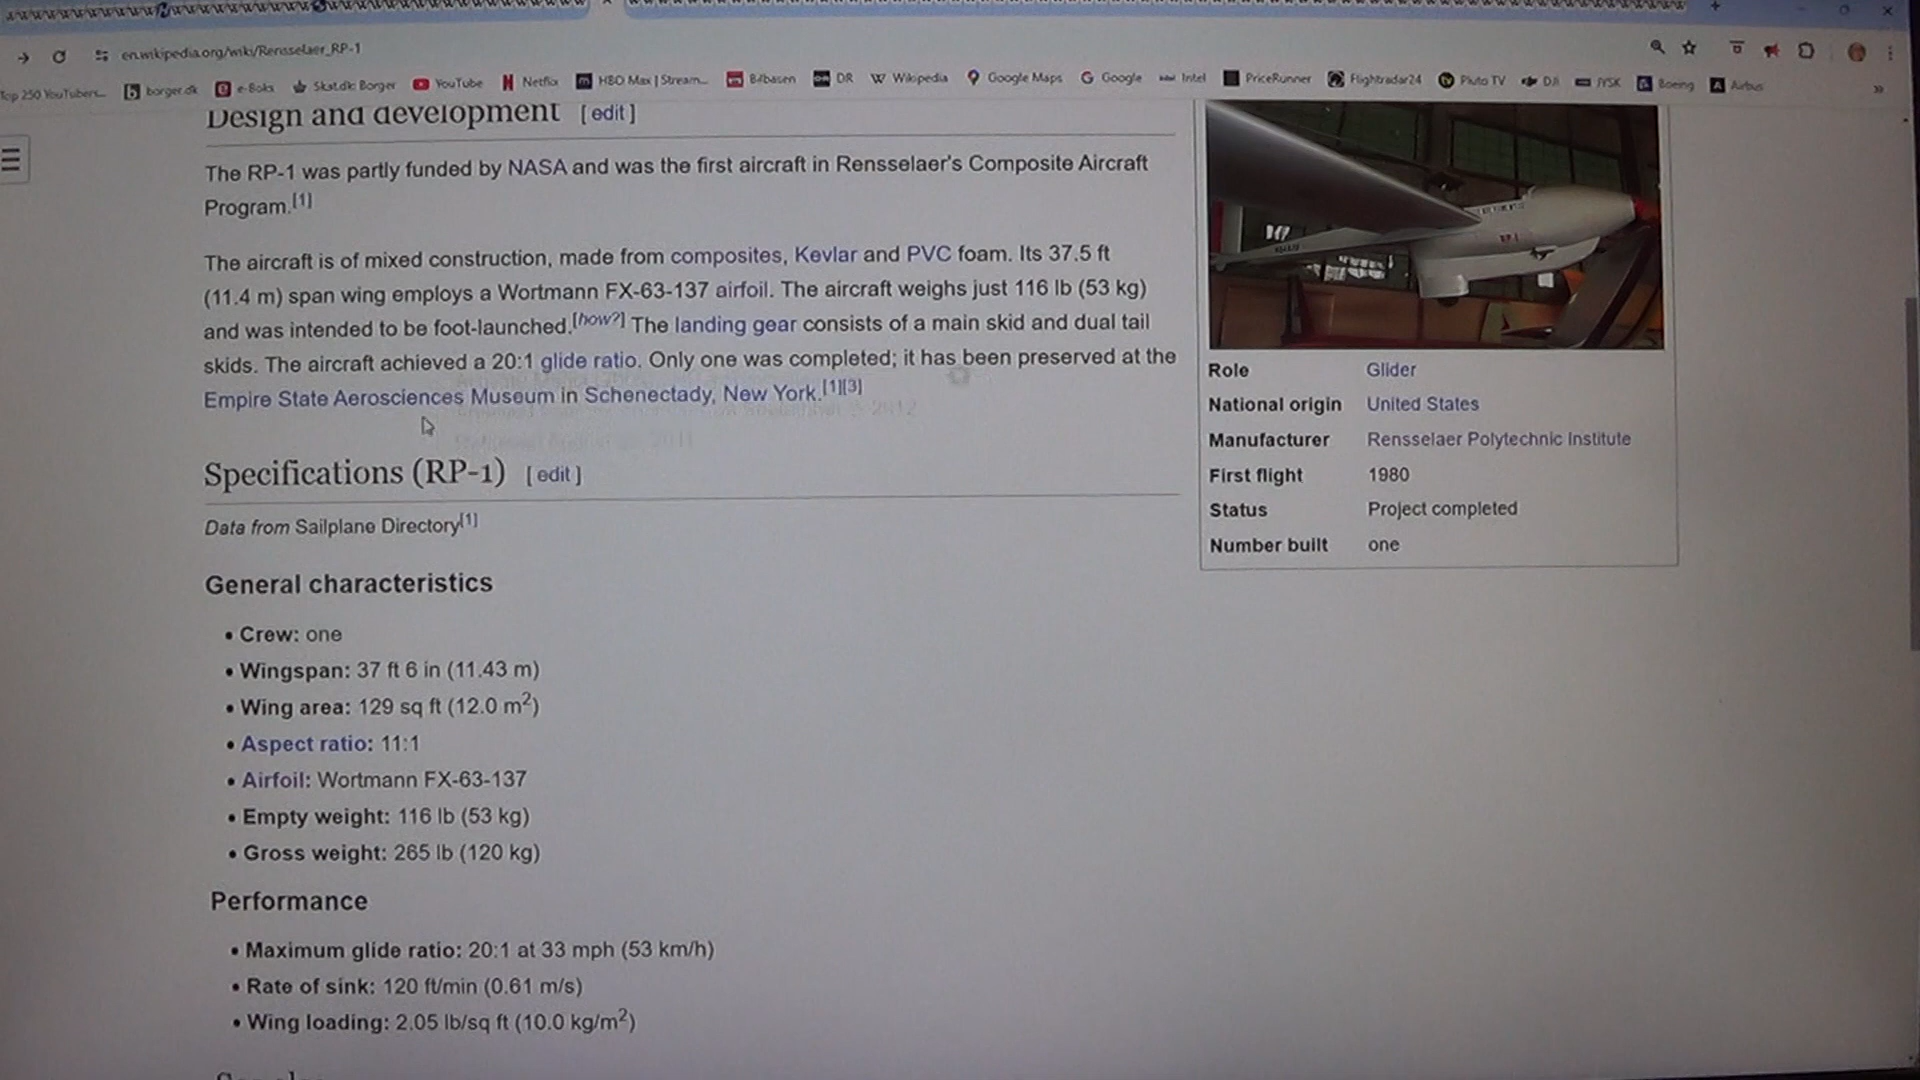 en.wikipedia.org/wiki/Rensselaer_RP-1
Top 250 YouTubers... borger.dk e-Boks Skat.dk: Borger YouTube Netflix HBO Max | Stream... Bilbasen DR Wikipedia Google Maps Google Intel PriceRunner Flightradar24 Pluto TV DJI JYSK Boeing Airbus
Design and development [ edit ]
The RP-1 was partly funded by NASA and was the first aircraft in Rensselaer's Composite Aircraft
Program.[1]
The aircraft is of mixed construction, made from composites, Kevlar and PVC foam. Its 37.5 ft
(11.4 m) span wing employs a Wortmann FX-63-137 airfoil. The aircraft weighs just 116 lb (53 kg)
and was intended to be foot-launched.[how?] The landing gear consists of a main skid and dual tail
skids. The aircraft achieved a 20:1 glide ratio. Only one was completed; it has been preserved at the
Empire State Aerosciences Museum in Schenectady, New York.[1][3]
Specifications (RP-1) [ edit ]
Data from Sailplane Directory[1]
General characteristics
• Crew: one
• Wingspan: 37 ft 6 in (11.43 m)
• Wing area: 129 sq ft (12.0 m2)
• Aspect ratio: 11:1
• Airfoil: Wortmann FX-63-137
• Empty weight: 116 lb (53 kg)
• Gross weight: 265 lb (120 kg)
Performance
• Maximum glide ratio: 20:1 at 33 mph (53 km/h)
• Rate of sink: 120 ft/min (0.61 m/s)
• Wing loading: 2.05 lb/sq ft (10.0 kg/m2)
RP-1
Role Glider
National origin United States
Manufacturer Rensselaer Polytechnic Institute
First flight 1980
Status Project completed
Number built one